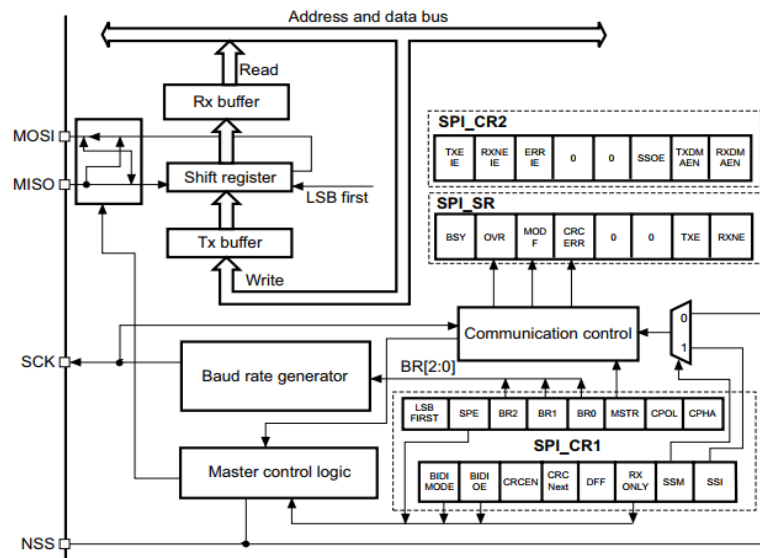 Address and data bus
Read
Rx buffer
MOSI
MISO
Shift register
LSB first
Tx buffer
Write
SPI_CR2
TXE IE
RXNE IE
ERR IE
0
0
SSOE
TXDM AEN
RXDM AEN
SPI_SR
BSY
OVR
MOD F
CRC ERR
0
0
TXE
RXNE
Communication control
0
1
SCK
Baud rate generator
BR[2:0]
LSB FIRST
SPE
BR2
BR1
BR0
MSTR
CPOL
CPHA
SPI_CR1
Master control logic
BIDI MODE
BIDI OE
CRCEN
CRC Next
DFF
RX ONLY
SSM
SSI
NSS